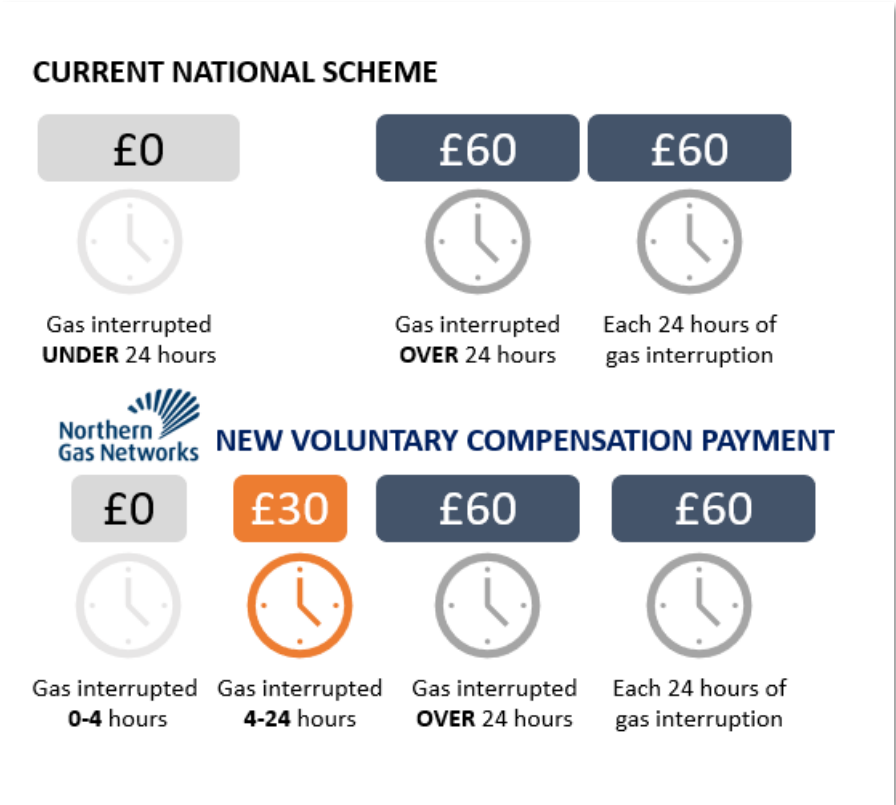 CURRENT NATIONAL SCHEME
£0
£60
£60
Gas interrupted
UNDER 24 hours
Gas interrupted
OVER 24 hours
Each 24 hours of
gas interruption
Northern
Gas Networks
NEW VOLUNTARY COMPENSATION PAYMENT
£0
£30
£60
£60
Gas interrupted
0-4 hours
Gas interrupted
4-24 hours
Gas interrupted
OVER 24 hours
Each 24 hours of
gas interruption